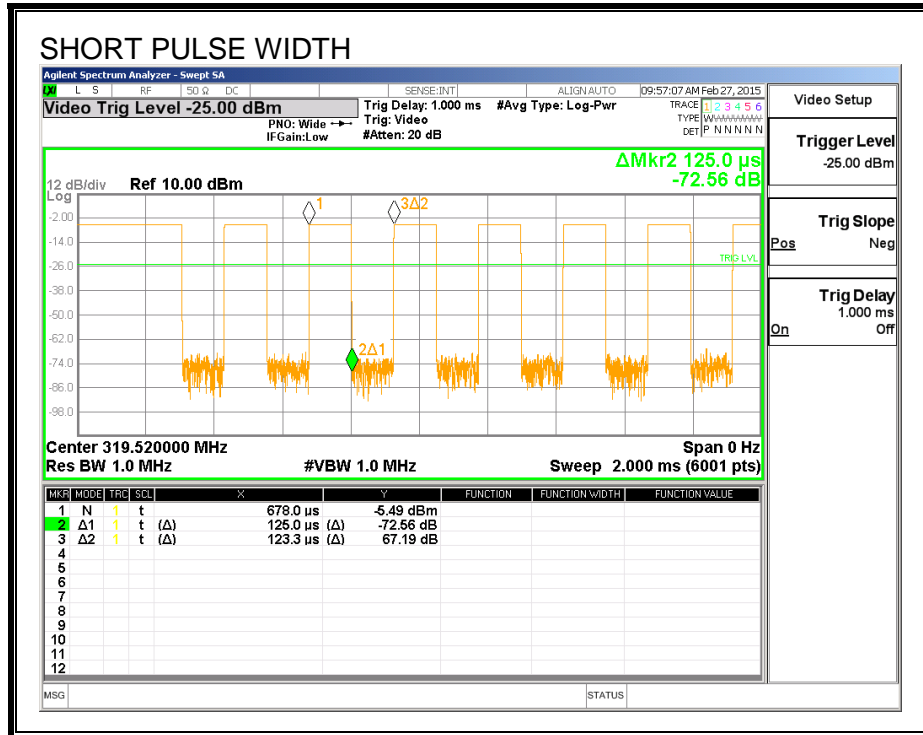 SHORT PULSE WIDTH
Agilent Spectrum Analyzer - Swept SA
LXI L S RF 50 Ω DC SENSE:INT ALIGN AUTO 09:57:07 AM Feb 27, 2015
Video Trig Level -25.00 dBm
Trig Delay: 1.000 ms #Avg Type: Log-Pwr
PNO: Wide Trig: Video
IFGain:Low #Atten: 20 dB
TRACE 1 2 3 4 5 6
TYPE W
DET P N N N N N
ΔMkr2 125.0 µs
-72.56 dB
12 dB/div Ref 10.00 dBm
Log
1 3Δ2
-2.00
-14.0
TRIG LVL
-26.0
-38.0
-50.0
-62.0
2Δ1
-74.0
-86.0
-98.0
Center 319.520000 MHz Span 0 Hz
Res BW 1.0 MHz #VBW 1.0 MHz Sweep 2.000 ms (6001 pts)
MKR MODE TRC SCL X Y FUNCTION FUNCTION WIDTH FUNCTION VALUE
1 N 1 t 678.0 µs -5.49 dBm
2 Δ1 1 t (Δ) 125.0 µs (Δ) -72.56 dB
3 Δ2 1 t (Δ) 123.3 µs (Δ) 67.19 dB
4
5
6
7
8
9
10
11
12
MSG STATUS
Video Setup
Trigger Level
-25.00 dBm
Trig Slope
Pos Neg
Trig Delay
1.000 ms
On Off